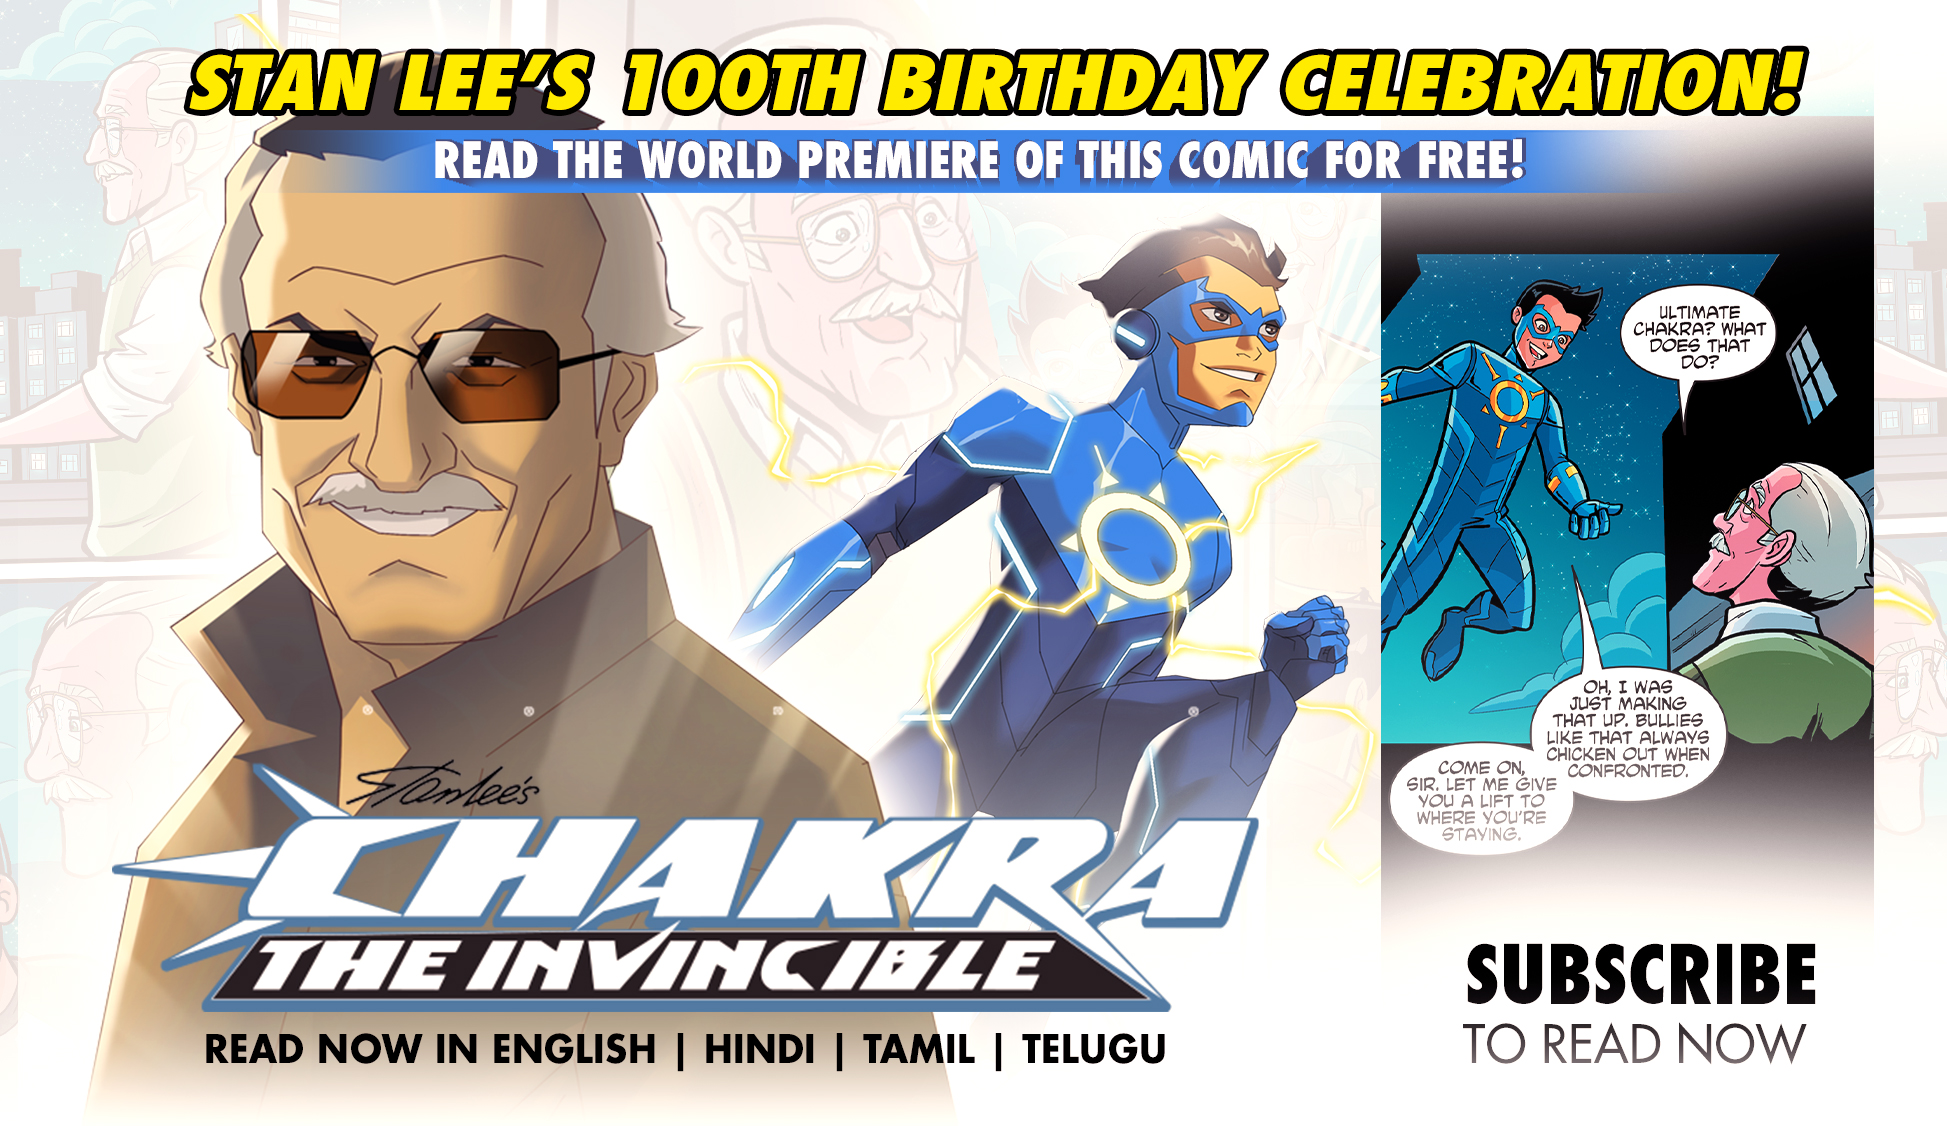 STAN LEE'S 100TH BIRTHDAY CELEBRATION!
READ THE WORLD PREMIERE OF THIS COMIC FOR FREE!
ULTIMATE
CHAKRA? WHAT
DOES THAT
DO?
OH, I WAS
JUST MAKING
THAT UP. BULLIES
LIKE THAT ALWAYS
CHICKEN OUT WHEN
CONFRONTED.
COME ON,
SIR. LET ME GIVE
YOU A LIFT TO
WHERE YOU'RE
STAYING.
Stan Lee's
CHAKRA
THE INVINCIBLE
READ NOW IN ENGLISH | HINDI | TAMIL | TELUGU
SUBSCRIBE
TO READ NOW